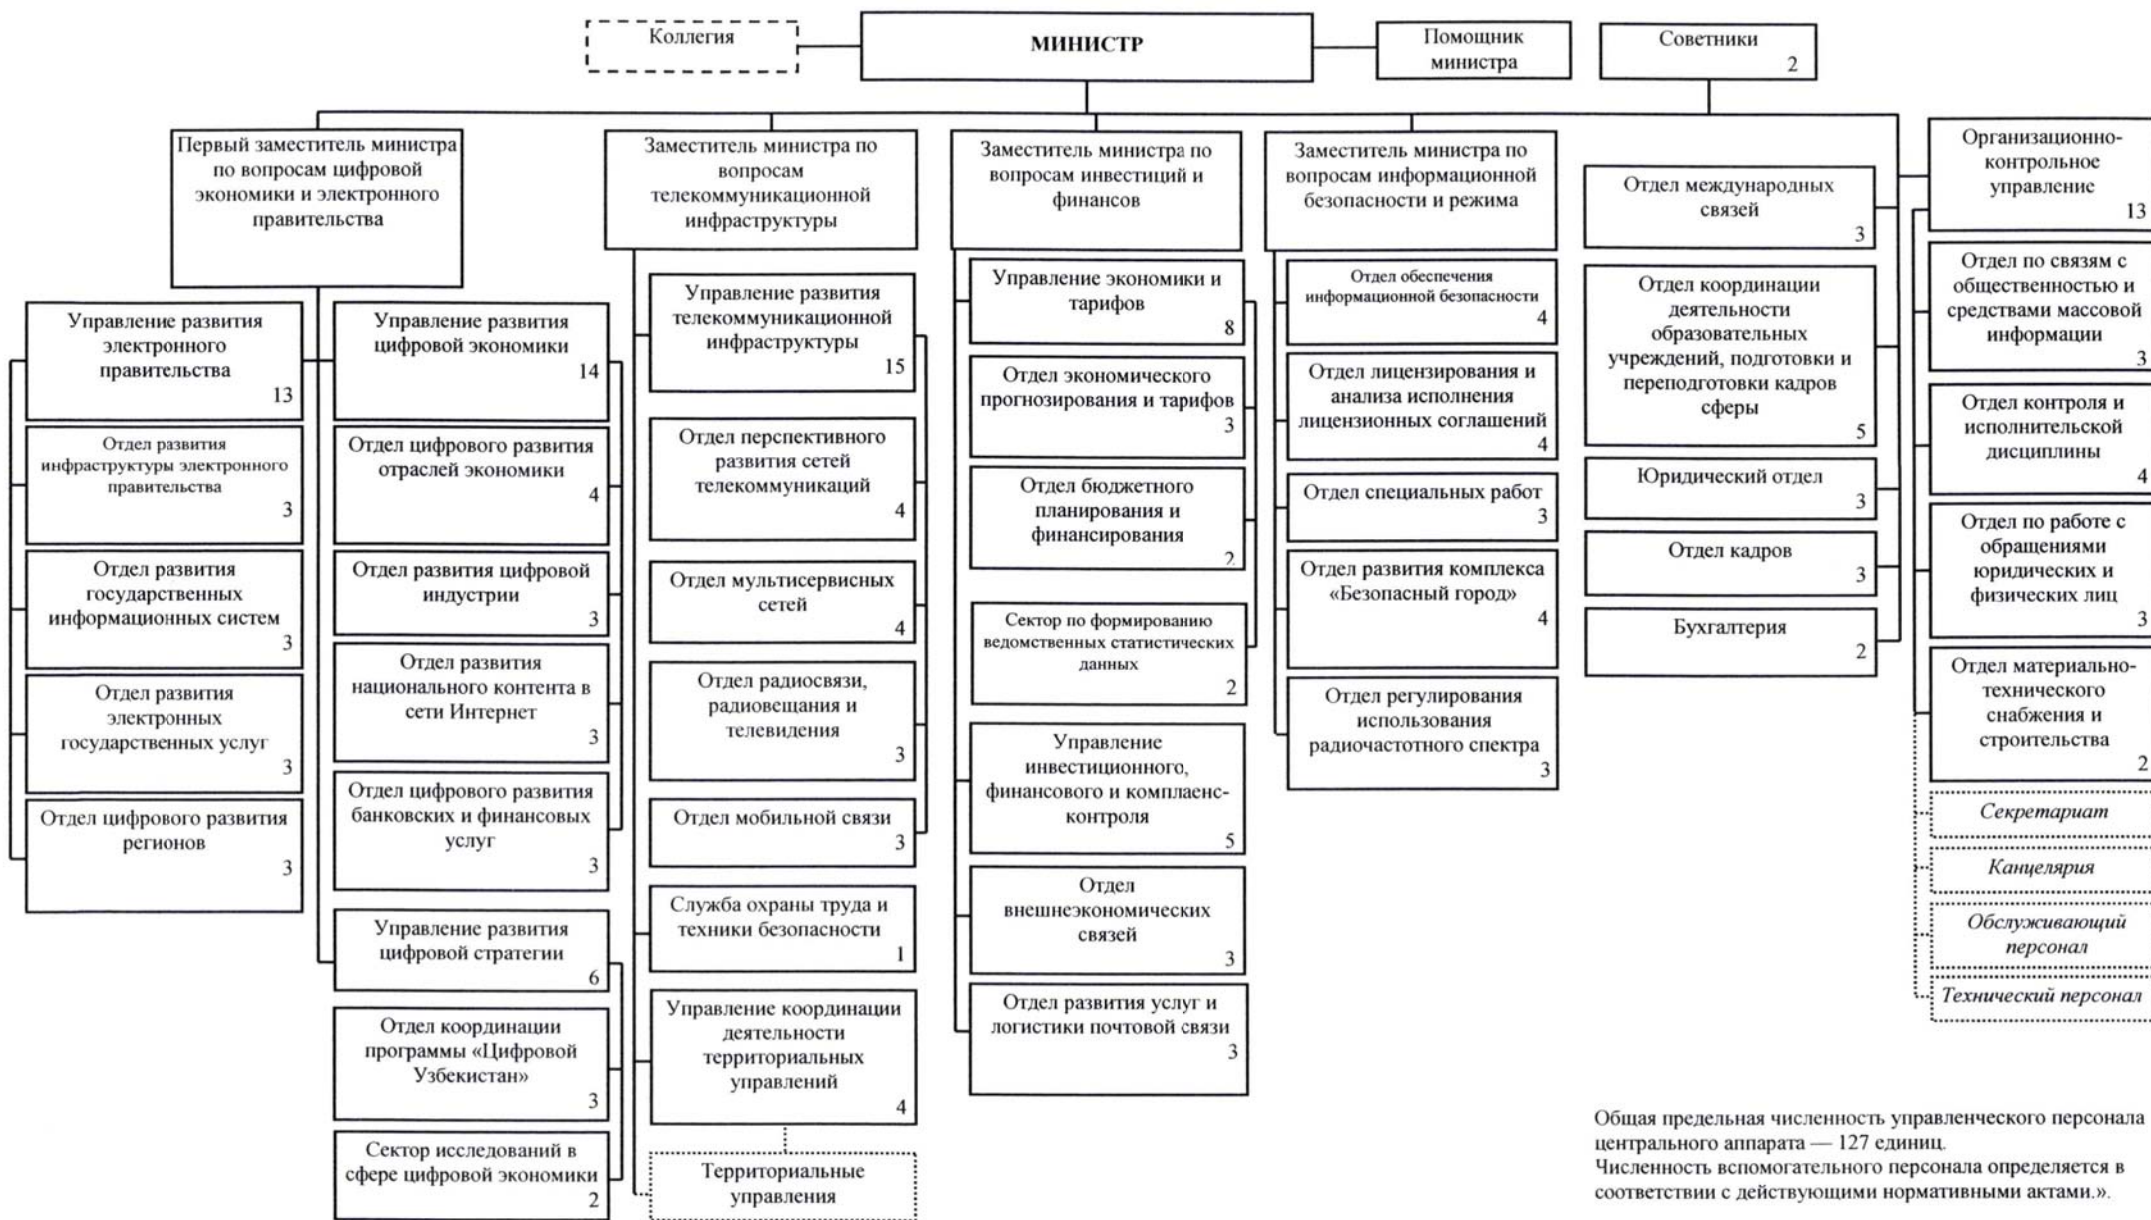 Коллегия
МИНИСТР
Помощник
министра
Советники
2
Первый заместитель министра
по вопросам цифровой
экономики и электронного
правительства
Управление развития
электронного
правительства
13
Отдел развития
инфраструктуры электронного
правительства
3
Отдел развития
государственных
информационных систем
3
Отдел развития
электронных
государственных услуг
3
Отдел цифрового развития
регионов
3
Управление развития
цифровой экономики
14
Отдел цифрового развития
отраслей экономики
4
Отдел развития цифровой
индустрии
3
Отдел развития
национального контента в
сети Интернет
3
Отдел цифрового развития
банковских и финансовых
услуг
3
Управление развития
цифровой стратегии
6
Отдел координации
программы «Цифровой
Узбекистан»
3
Сектор исследований в
сфере цифровой экономики
2
Заместитель министра по
вопросам
телекоммуникационной
инфраструктуры
Управление развития
телекоммуникационной
инфраструктуры
15
Отдел перспективного
развития сетей
телекоммуникаций
4
Отдел мультисервисных
сетей
4
Отдел радиосвязи,
радиовещания и
телевидения
3
Отдел мобильной связи
3
Служба охраны труда и
техники безопасности
1
Управление координации
деятельности
территориальных
управлений
4
Территориальные
управления
Заместитель министра по
вопросам инвестиций и
финансов
Управление экономики и
тарифов
8
Отдел экономического
прогнозирования и тарифов
3
Отдел бюджетного
планирования и
финансирования
2
Сектор по формированию
ведомственных статистических
данных
2
Управление
инвестиционного,
финансового и комплаенс-
контроля
5
Отдел
внешнеэкономических
связей
3
Отдел развития услуг и
логистики почтовой связи
3
Заместитель министра по
вопросам информационной
безопасности и режима
Отдел обеспечения
информационной безопасности
4
Отдел лицензирования и
анализа исполнения
лицензионных соглашений
4
Отдел специальных работ
3
Отдел развития комплекса
«Безопасный город»
4
Отдел регулирования
использования
радиочастотного спектра
3
Отдел международных
связей
3
Отдел координации
деятельности
образовательных
учреждений, подготовки и
переподготовки кадров
сферы
5
Юридический отдел
3
Отдел кадров
3
Бухгалтерия
2
Организационно-
контрольное
управление
13
Отдел по связям с
общественностью и
средствами массовой
информации
3
Отдел контроля и
исполнительской
дисциплины
4
Отдел по работе с
обращениями
юридических и
физических лиц
3
Отдел материально-
технического
снабжения и
строительства
2
Секретариат
Канцелярия
Обслуживающий
персонал
Технический персонал
Общая предельная численность управленческого персонала
центрального аппарата — 127 единиц.
Численность вспомогательного персонала определяется в
соответствии с действующими нормативными актами.».